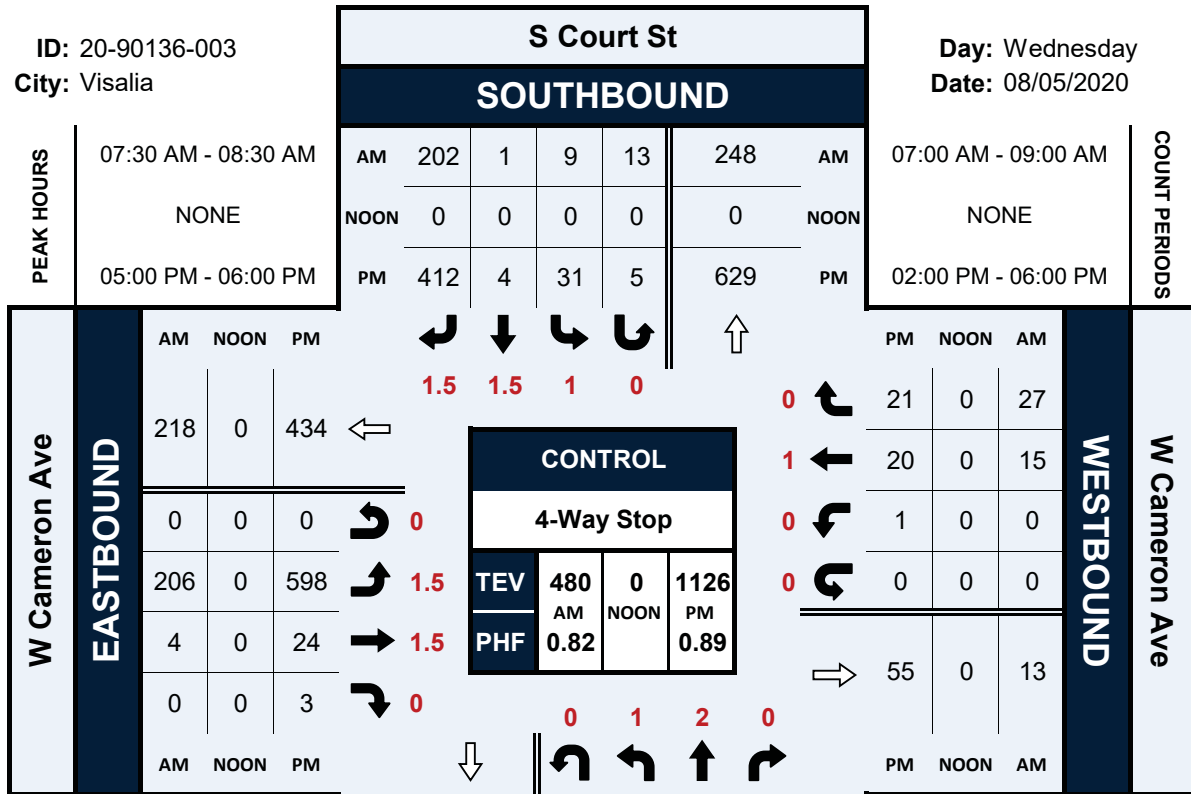 ID: 20-90136-003
City: Visalia
S Court St
SOUTHBOUND
Day: Wednesday
Date: 08/05/2020
PEAK HOURS
07:30 AM - 08:30 AM
NONE
05:00 PM - 06:00 PM
AM 202 1 9 13 248 AM
NOON 0 0 0 0 0 NOON
PM 412 4 31 5 629 PM
07:00 AM - 09:00 AM
NONE
02:00 PM - 06:00 PM
COUNT PERIODS
1.5 1.5 1 0
W Cameron Ave
EASTBOUND
AM NOON PM
218 0 434
0 0 0 0
206 0 598 1.5
4 0 24 1.5
0 0 3 0
AM NOON PM
CONTROL
4-Way Stop
TEV 480 0 1126
AM NOON PM
PHF 0.82 0.89
PM NOON AM
0 21 0 27
1 20 0 15
0 1 0 0
0 0 0 0
55 0 13
PM NOON AM
WESTBOUND
W Cameron Ave
0 1 2 0